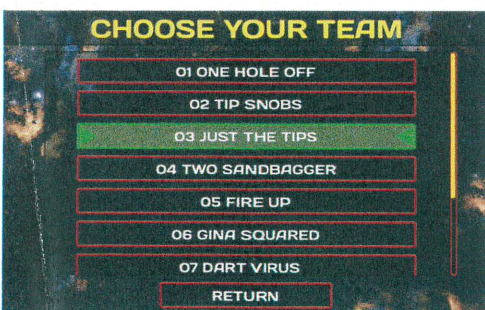 CHOOSE YOUR TEAM
01 ONE HOLE OFF
02 TIP SNOBS
03 JUST THE TIPS
04 TWO SANDBAGGER
05 FIRE UP
06 GINA SQUARED
07 DART VIRUS
RETURN